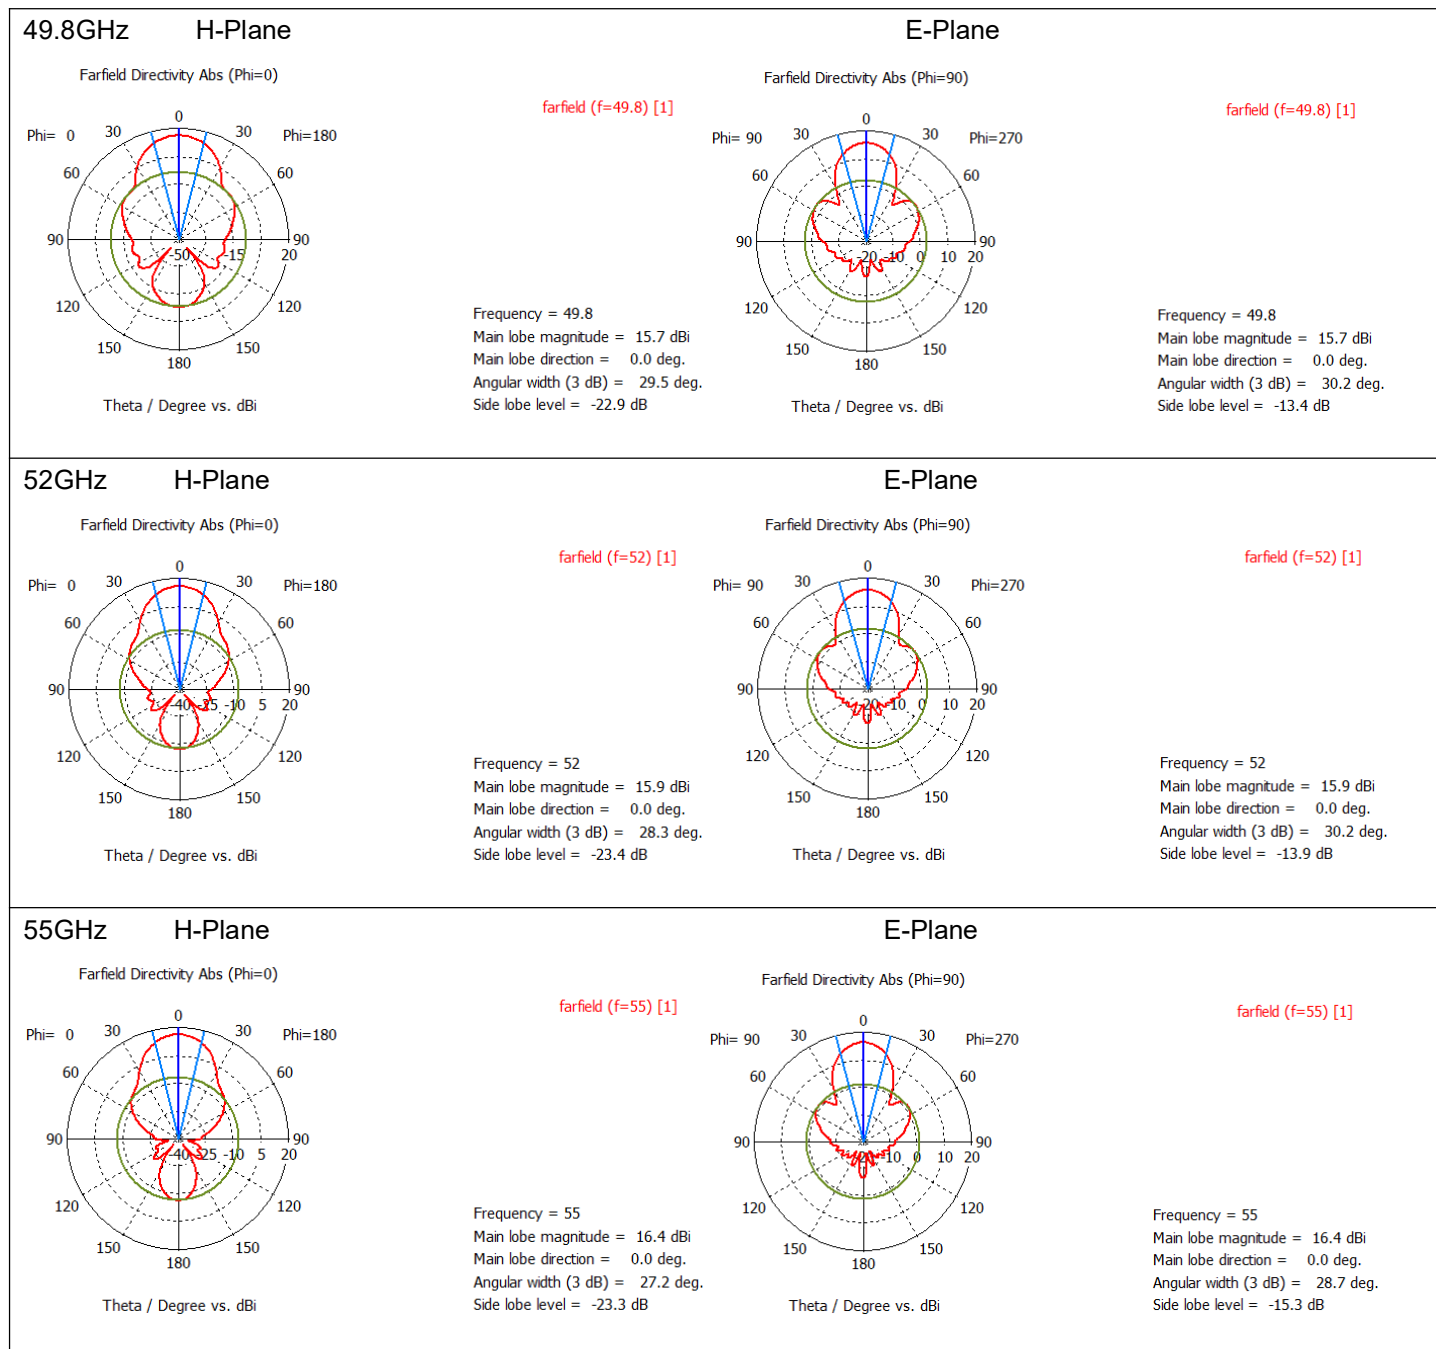 49.8GHz H-Plane E-Plane
Farfield Directivity Abs (Phi=0)
farfield (f=49.8) [1]
0
Phi= 0 30 30 Phi=180
60 60
90 90
-50 -15 20
120 120
150 150
180
Theta / Degree vs. dBi
Frequency = 49.8
Main lobe magnitude = 15.7 dBi
Main lobe direction = 0.0 deg.
Angular width (3 dB) = 29.5 deg.
Side lobe level = -22.9 dB
Farfield Directivity Abs (Phi=90)
farfield (f=49.8) [1]
0
Phi= 90 30 30 Phi=270
60 60
90 90
-20 -10 0 10 20
120 120
150 150
180
Theta / Degree vs. dBi
Frequency = 49.8
Main lobe magnitude = 15.7 dBi
Main lobe direction = 0.0 deg.
Angular width (3 dB) = 30.2 deg.
Side lobe level = -13.4 dB
52GHz H-Plane E-Plane
Farfield Directivity Abs (Phi=0)
farfield (f=52) [1]
0
Phi= 0 30 30 Phi=180
60 60
90 90
-40 -25 -10 5 20
120 120
150 150
180
Theta / Degree vs. dBi
Frequency = 52
Main lobe magnitude = 15.9 dBi
Main lobe direction = 0.0 deg.
Angular width (3 dB) = 28.3 deg.
Side lobe level = -23.4 dB
Farfield Directivity Abs (Phi=90)
farfield (f=52) [1]
0
Phi= 90 30 30 Phi=270
60 60
90 90
-20 -10 0 10 20
120 120
150 150
180
Theta / Degree vs. dBi
Frequency = 52
Main lobe magnitude = 15.9 dBi
Main lobe direction = 0.0 deg.
Angular width (3 dB) = 30.2 deg.
Side lobe level = -13.9 dB
55GHz H-Plane E-Plane
Farfield Directivity Abs (Phi=0)
farfield (f=55) [1]
0
Phi= 0 30 30 Phi=180
60 60
90 90
-40 -25 -10 5 20
120 120
150 150
180
Theta / Degree vs. dBi
Frequency = 55
Main lobe magnitude = 16.4 dBi
Main lobe direction = 0.0 deg.
Angular width (3 dB) = 27.2 deg.
Side lobe level = -23.3 dB
Farfield Directivity Abs (Phi=90)
farfield (f=55) [1]
0
Phi= 90 30 30 Phi=270
60 60
90 90
-10 0 10 20
120 120
150 150
180
Theta / Degree vs. dBi
Frequency = 55
Main lobe magnitude = 16.4 dBi
Main lobe direction = 0.0 deg.
Angular width (3 dB) = 28.7 deg.
Side lobe level = -15.3 dB